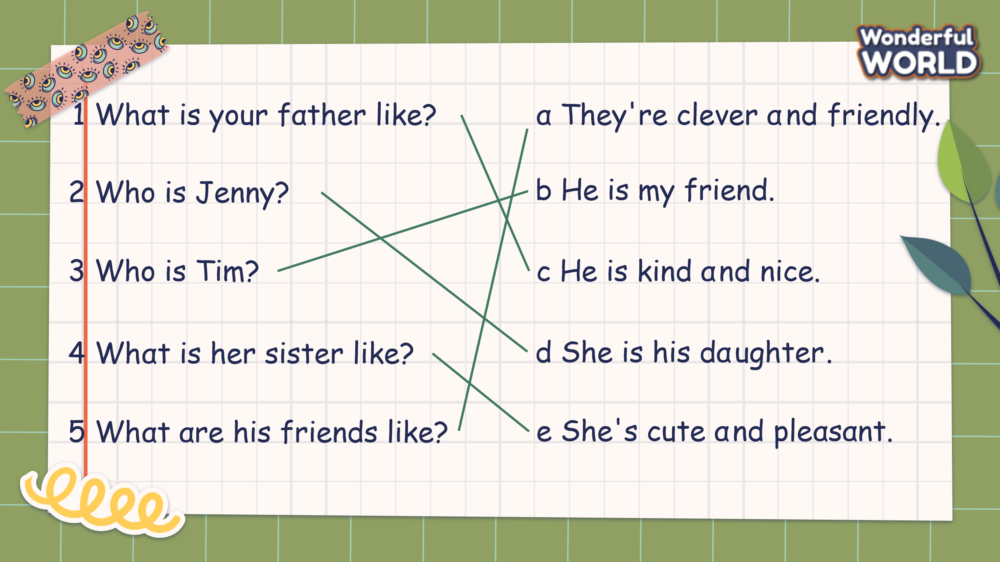 Wonderful
WORLD
1 What is your father like?
a They're clever and friendly.
2 Who is Jenny?
b He is my friend.
3 Who is Tim?
c He is kind and nice.
4 What is her sister like?
d She is his daughter.
5 What are his friends like?
e She's cute and pleasant.